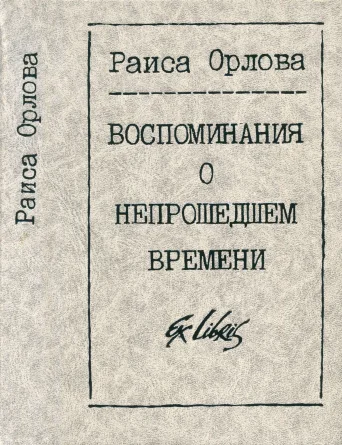 Раиса Орлова
Раиса Орлова
ВОСПОМИНАНИЯ
О
НЕПРОШЕДШЕМ
ВРЕМЕНИ
Ex libris